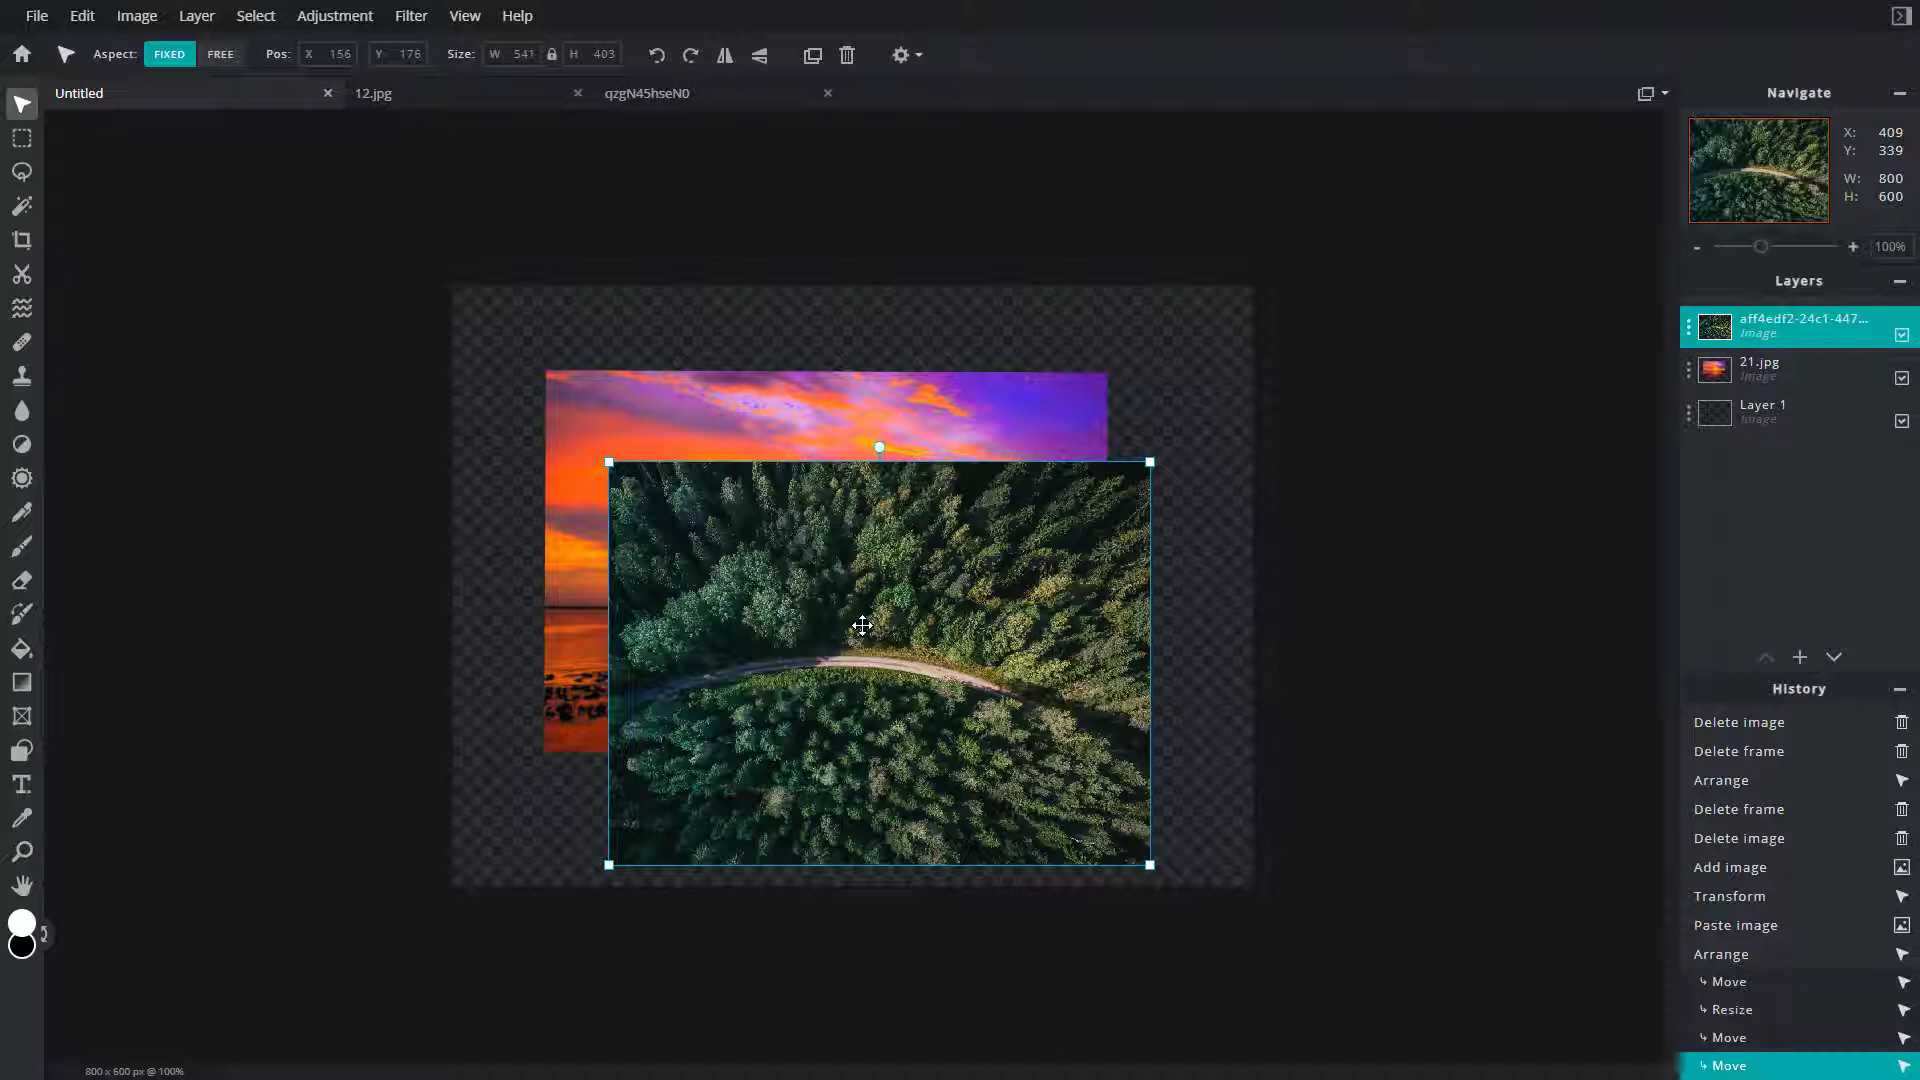 File Edit Image Layer Select Adjustment Filter View Help
Aspect: FIXED FREE Pos: X 156 Y 176 Size: W 541 H 403
Untitled 12.jpg qzgN45hseN0
Navigate
X: 409
Y: 339
W: 800
H: 600
- + 100%
Layers
aff4edf2-24c1-447...
Image
21.jpg
Image
Layer 1
Image
History
Delete image
Delete frame
Arrange
Delete frame
Delete image
Add image
Transform
Paste image
Arrange
Move
Resize
Move
Move
800 x 600 px @ 100%